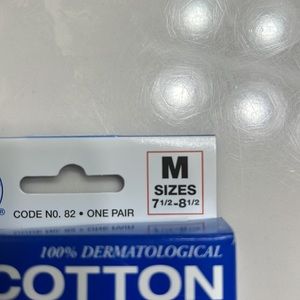 M
SIZES
7 1/2-8 1/2
®
CODE NO. 82 • ONE PAIR
100% DERMATOLOGICAL
COTTON